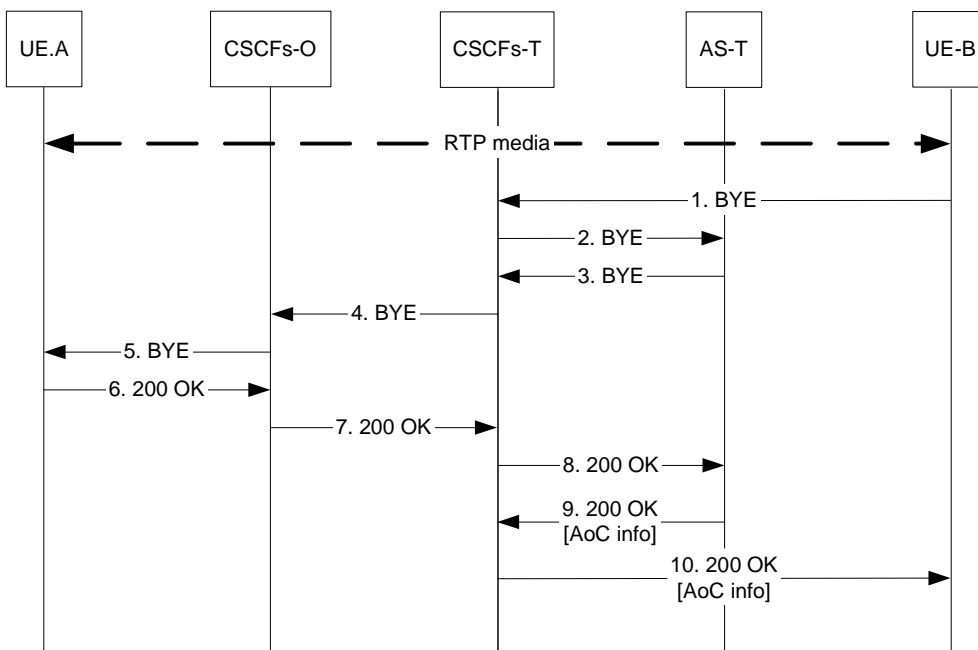 UE.A
CSCFs-O
CSCFs-T
AS-T
UE-B
RTP media
1. BYE
2. BYE
3. BYE
4. BYE
5. BYE
6. 200 OK
7. 200 OK
8. 200 OK
9. 200 OK
[AoC info]
10. 200 OK
[AoC info]